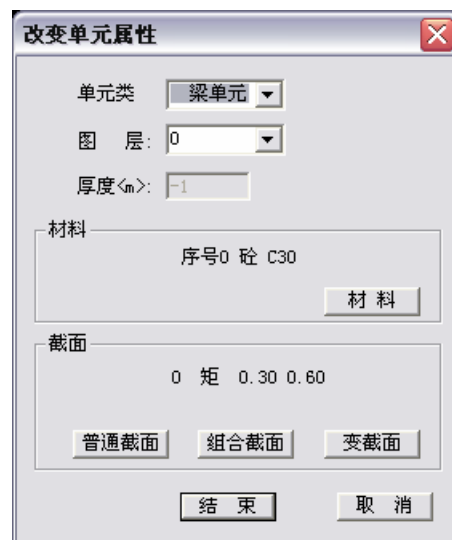 改变单元属性
单元类 梁单元
图 层: 0
厚度<m>: -1
材料
序号0 砼 C30
材 料
截面
0 矩 0.30 0.60
普通截面 组合截面 变截面
结 束 取 消